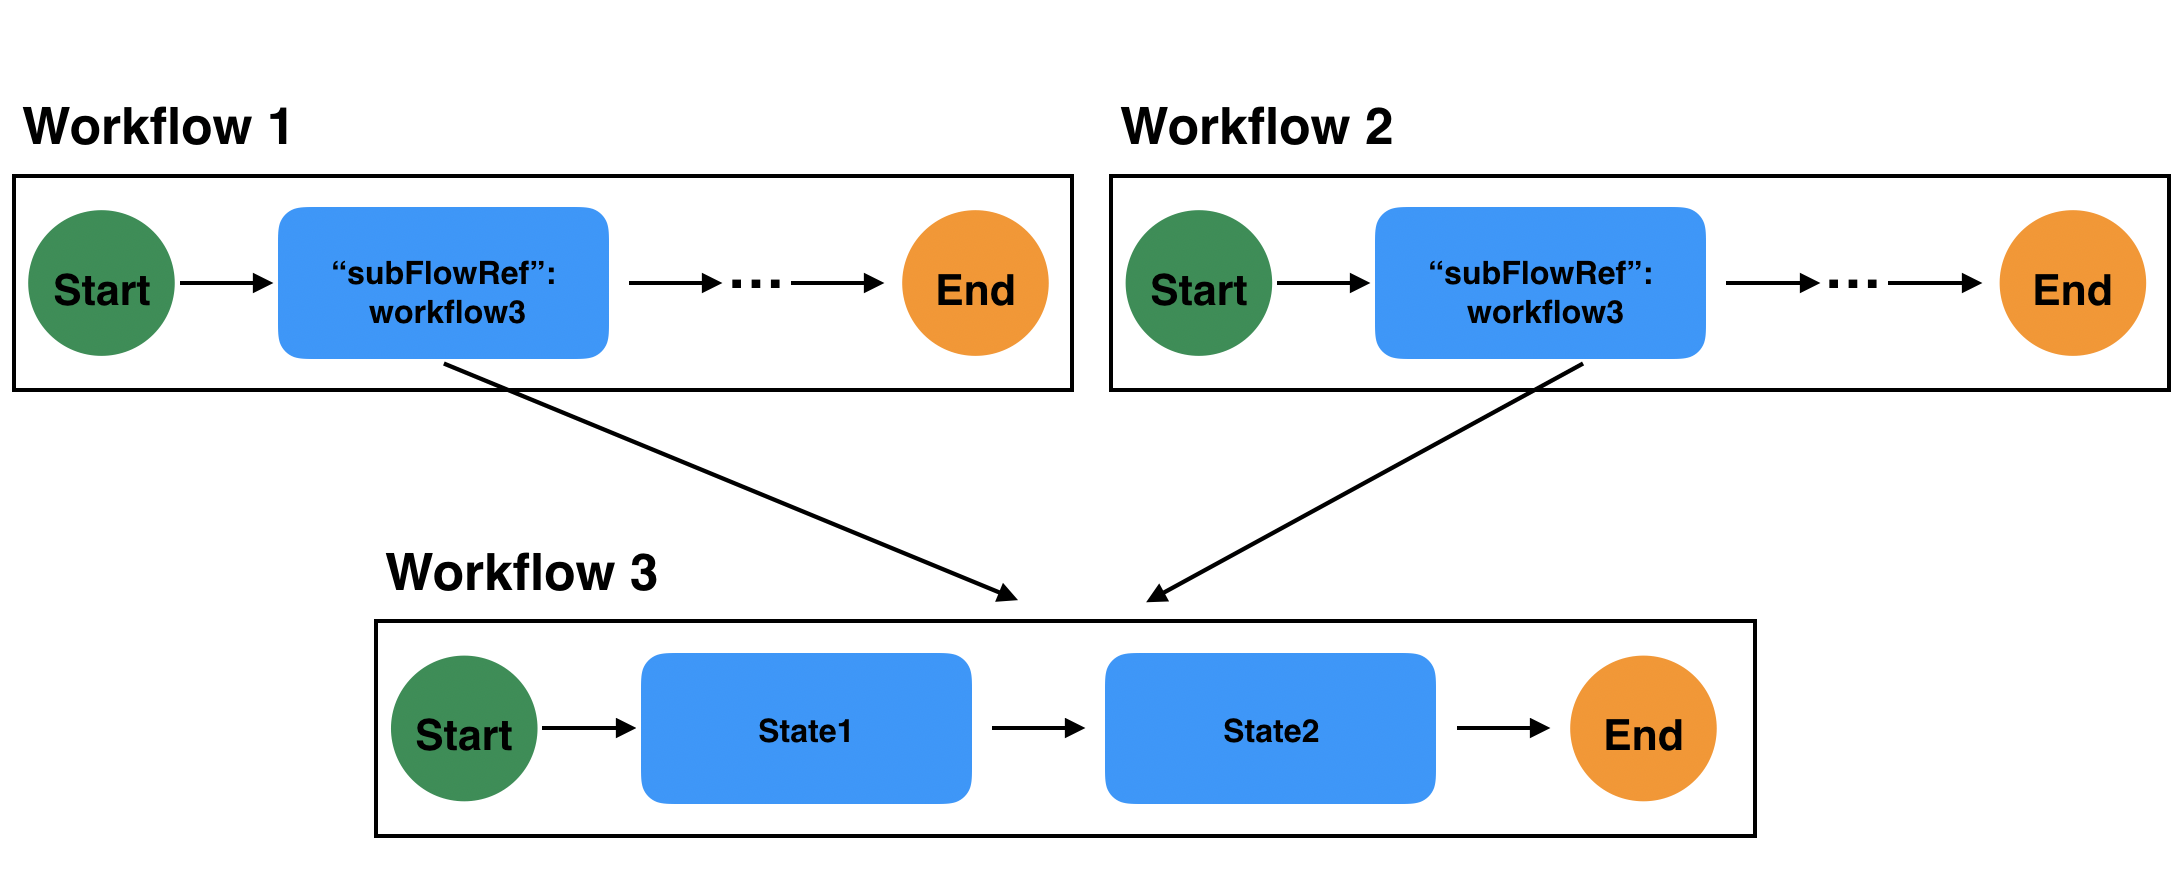 Workflow 1
Workflow 2
Start
“subFlowRef”:
workflow3
...
End
Start
“subFlowRef”:
workflow3
...
End
Workflow 3
Start
State1
State2
End